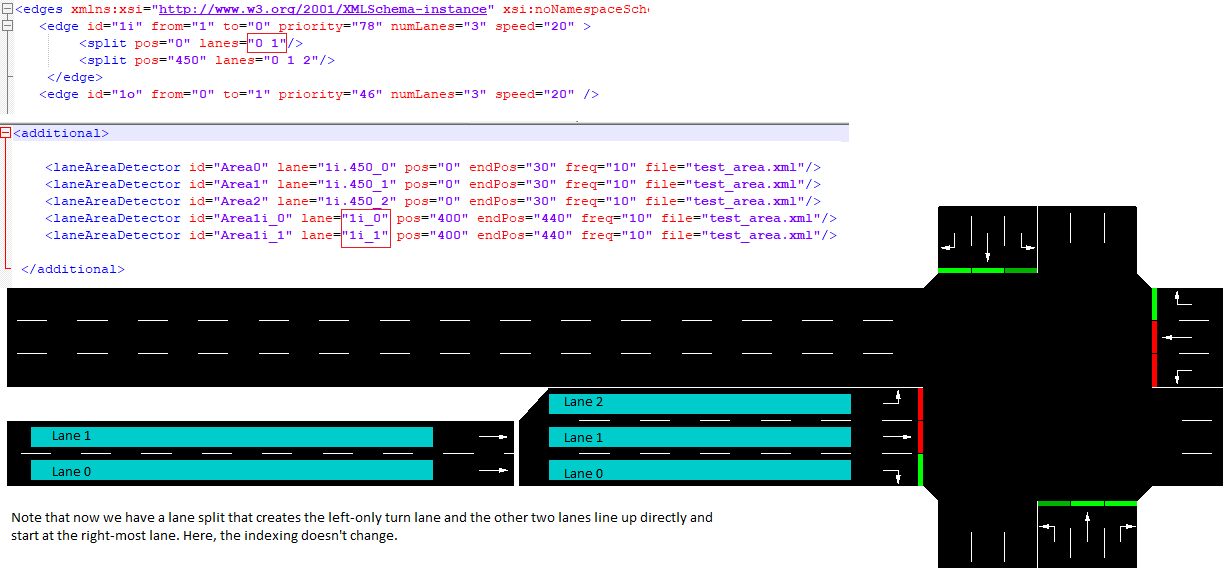 <edges xmlns:xsi="http://www.w3.org/2001/XMLSchema-instance" xsi:noNamespaceSch
<edge id="1i" from="1" to="0" priority="78" numLanes="3" speed="20" >
<split pos="0" lanes="0 1"/>
<split pos="450" lanes="0 1 2"/>
</edge>
<edge id="1o" from="0" to="1" priority="46" numLanes="3" speed="20" />
<additional>
<laneAreaDetector id="Area0" lane="1i.450_0" pos="0" endPos="30" freq="10" file="test_area.xml"/>
<laneAreaDetector id="Area1" lane="1i.450_1" pos="0" endPos="30" freq="10" file="test_area.xml"/>
<laneAreaDetector id="Area2" lane="1i.450_2" pos="0" endPos="30" freq="10" file="test_area.xml"/>
<laneAreaDetector id="Area1i_0" lane="1i_0" pos="400" endPos="440" freq="10" file="test_area.xml"/>
<laneAreaDetector id="Area1i_1" lane="1i_1" pos="400" endPos="440" freq="10" file="test_area.xml"/>
</additional>
Lane 2
Lane 1
Lane 1
Lane 0
Lane 0
Note that now we have a lane split that creates the left-only turn lane and the other two lanes line up directly and
start at the right-most lane. Here, the indexing doesn't change.